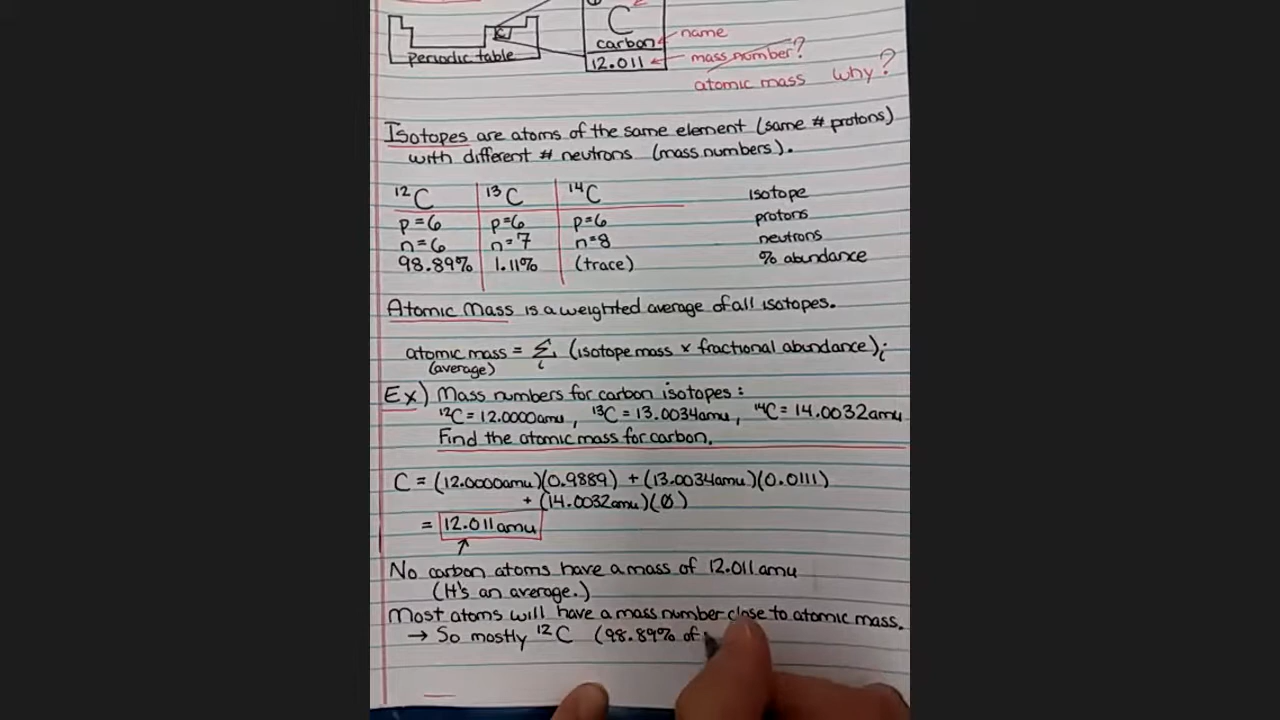 C
carbon
name
12.011
mass number?
atomic mass why?
C
periodic table
Isotopes are atoms of the same element (same # protons)
with different # neutrons (mass numbers).
¹²C ¹³C ¹⁴C isotope
p=6 p=6 p=6 protons
n=6 n=7 n=8 neutrons
98.89% 1.11% (trace) % abundance
Atomic Mass is a weighted average of all isotopes.
atomic mass = Σ (isotope mass × fractional abundance)i
(average) i
Ex) Mass numbers for carbon isotopes:
¹²C = 12.0000amu, ¹³C = 13.0034amu, ¹⁴C = 14.0032amu
Find the atomic mass for carbon.
C = (12.0000amu)(0.9889) + (13.0034amu)(0.0111)
+ (14.0032amu)(0)
= 12.011amu
No carbon atoms have a mass of 12.011amu
(It's an average.)
Most atoms will have a mass number close to atomic mass.
→ So mostly ¹²C (98.89% of